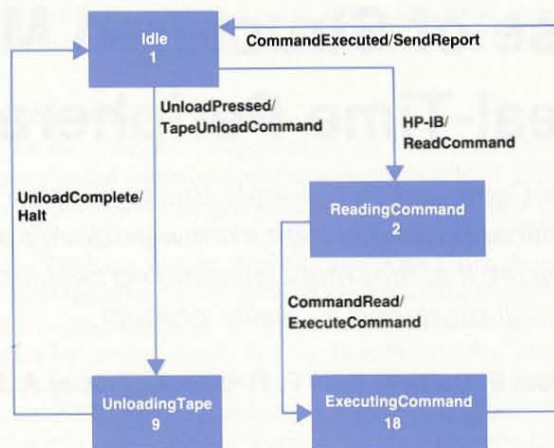 Idle
1
CommandExecuted/SendReport
UnloadPressed/
TapeUnloadCommand
HP-IB/
ReadCommand
UnloadComplete/
Halt
ReadingCommand
2
CommandRead/
ExecuteCommand
UnloadingTape
9
ExecutingCommand
18